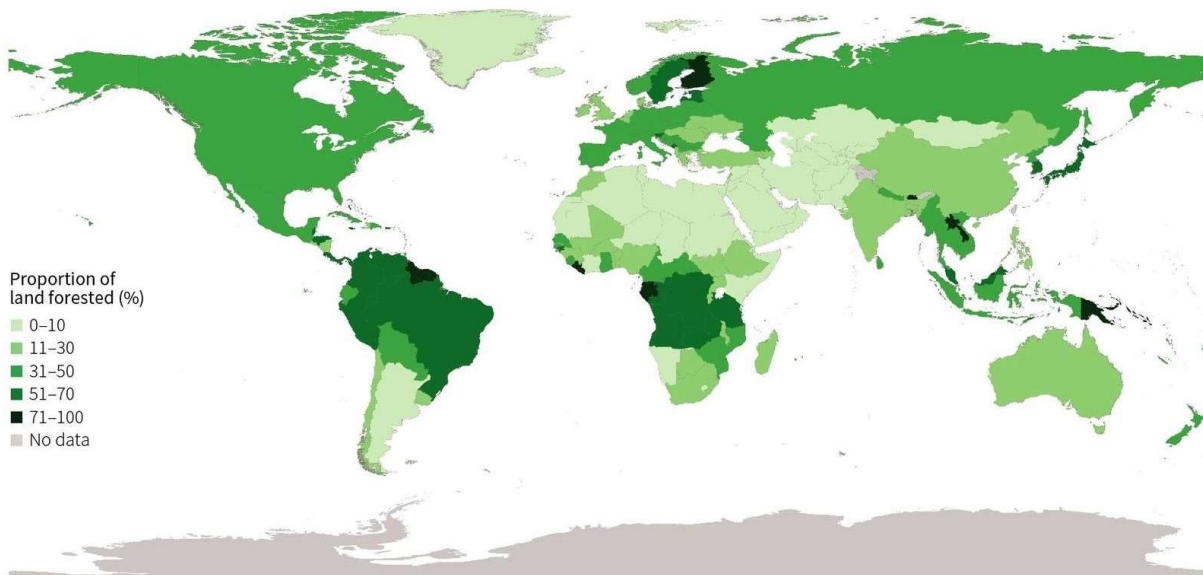 Proportion of
land forested (%)
0–10
11–30
31–50
51–70
71–100
No data